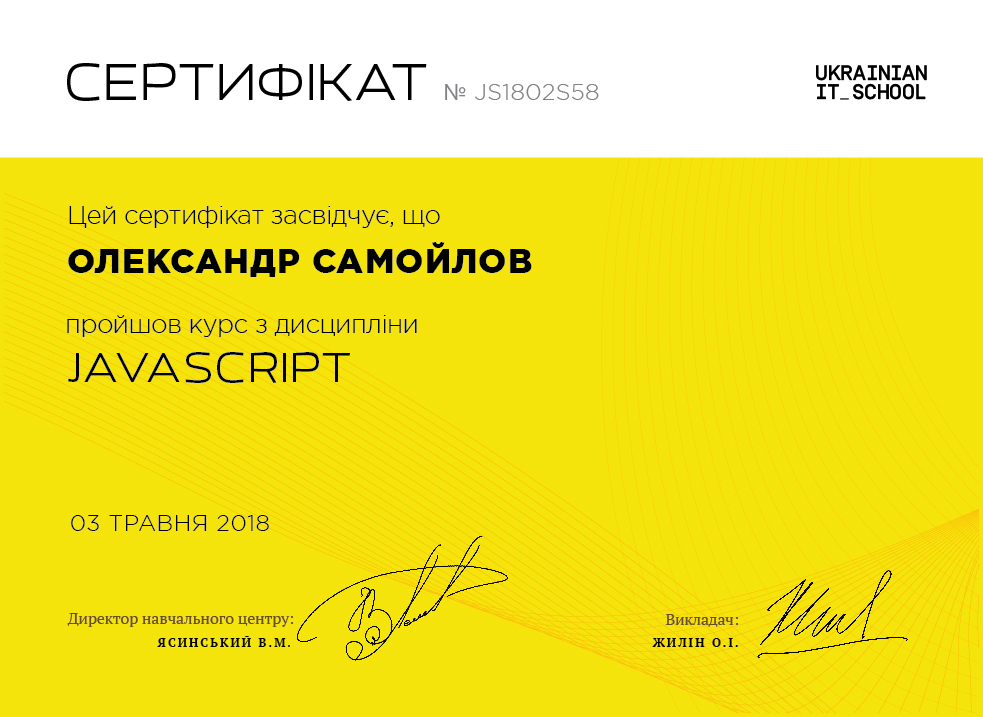 СЕРТИФІКАТ № JS1802S58
UKRAINIAN
IT_SCHOOL
Цей сертифікат засвідчує, що
ОЛЕКСАНДР САМОЙЛОВ
пройшов курс з дисципліни
JAVASCRIPT
03 ТРАВНЯ 2018
Директор навчального центру:
ЯСИНСЬКИЙ В.М.
Викладач:
ЖИЛІН О.І.